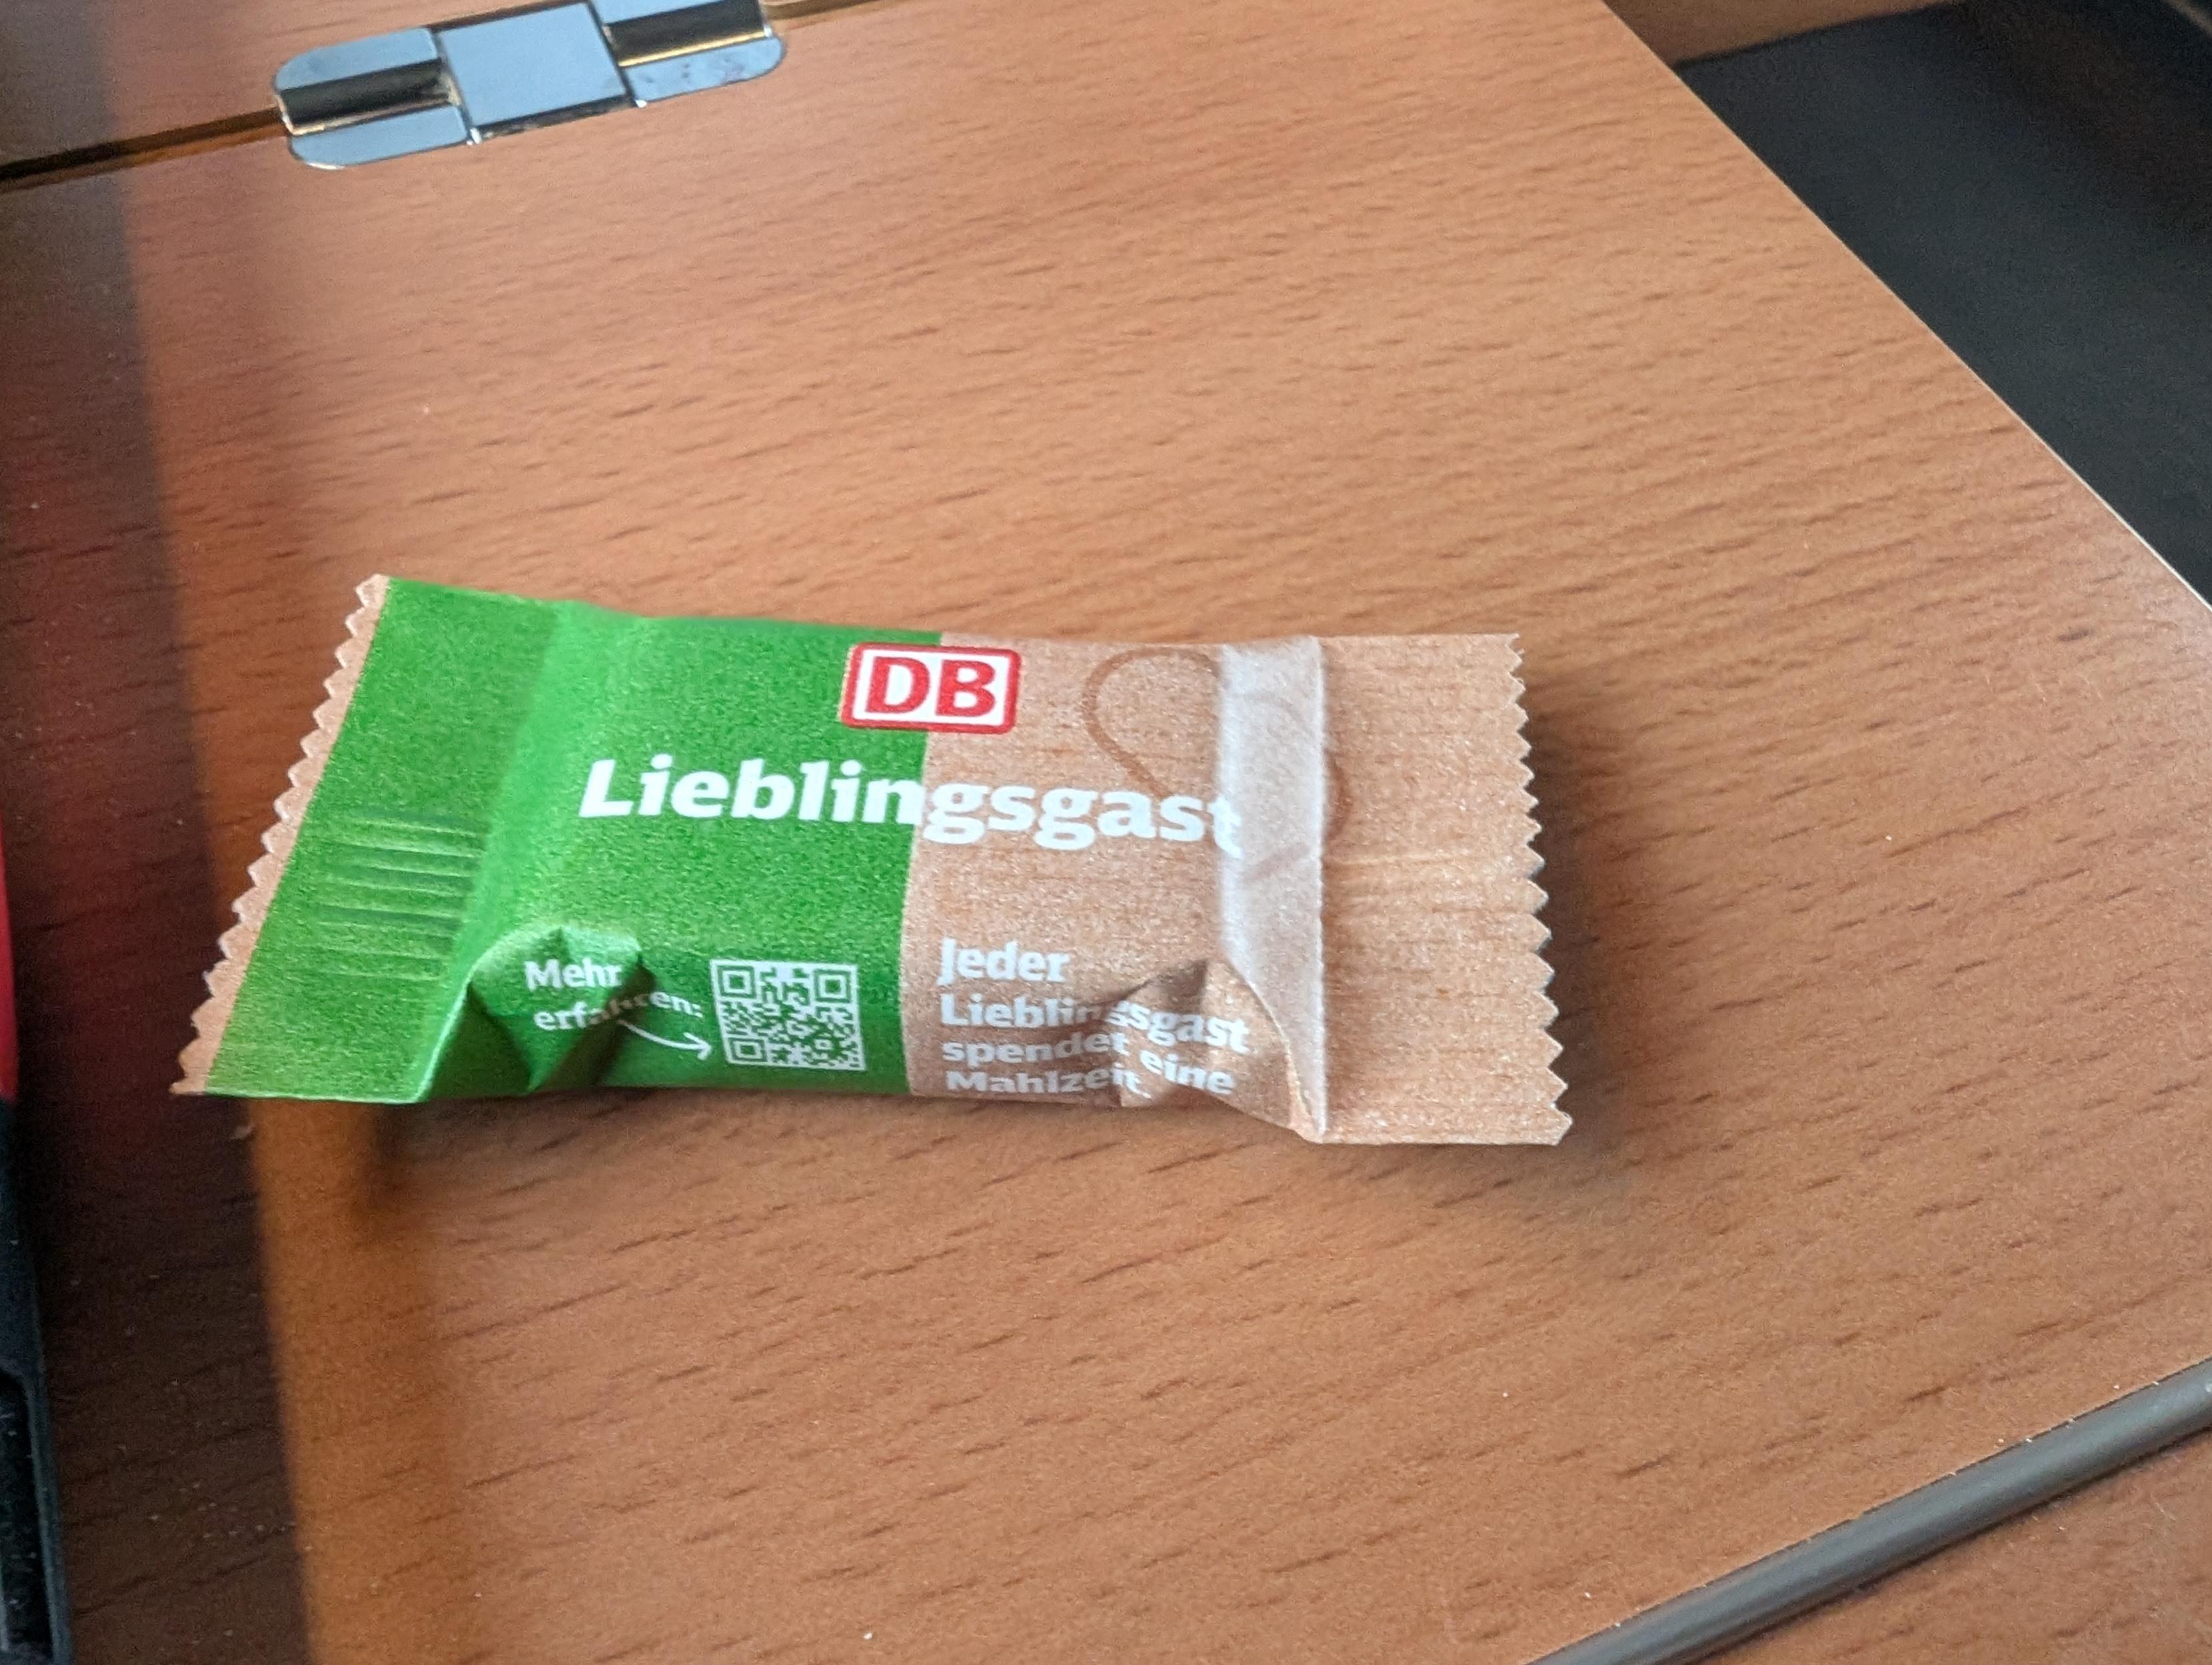 DB
Lieblingsgast
Mehr
erfahren:
Jeder
Lieblingsgast
spendet eine
Mahlzeit